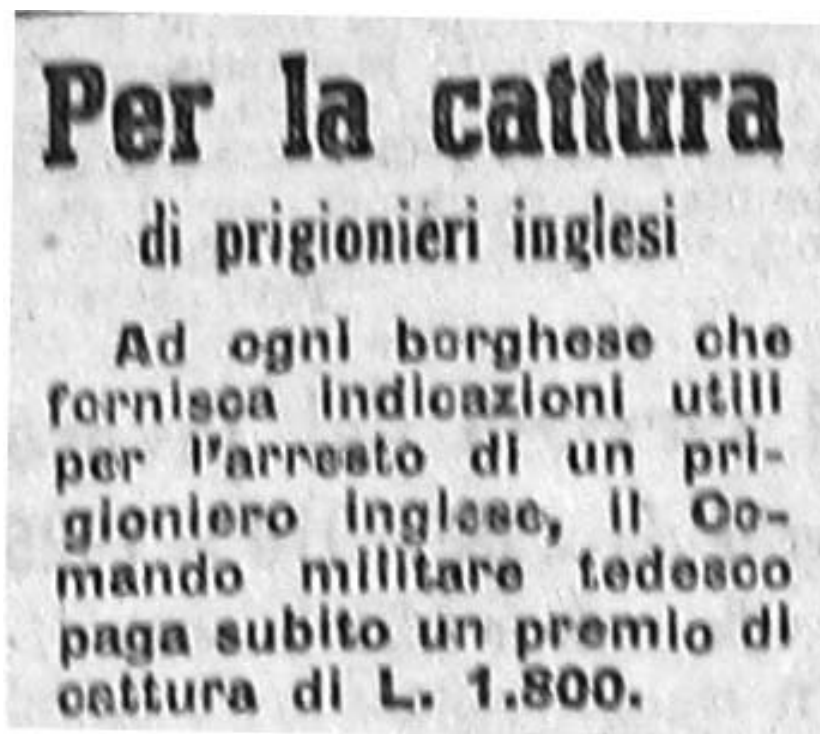 Per la cattura
di prigionieri inglesi
Ad ogni borghese che
fornisca indicazioni utili
per l'arresto di un pri-
gioniero inglese, il Co-
mando militare tedesco
paga subito un premio di
cattura di L. 1.800.